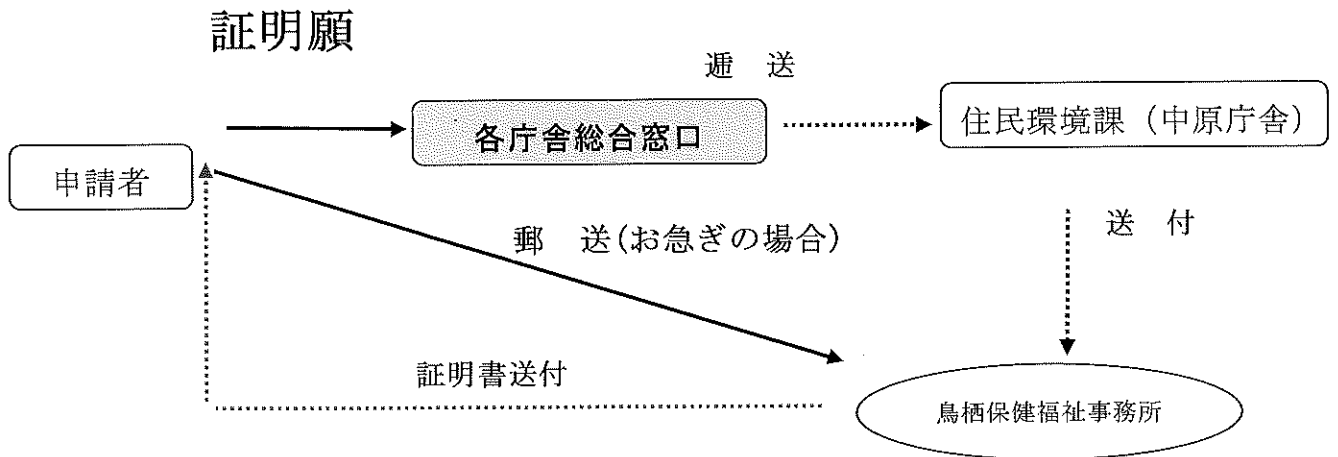 証明願
逓　送
各庁舎総合窓口
住民環境課（中原庁舎）
申請者
郵　送(お急ぎの場合)
送　付
証明書送付
鳥栖保健福祉事務所